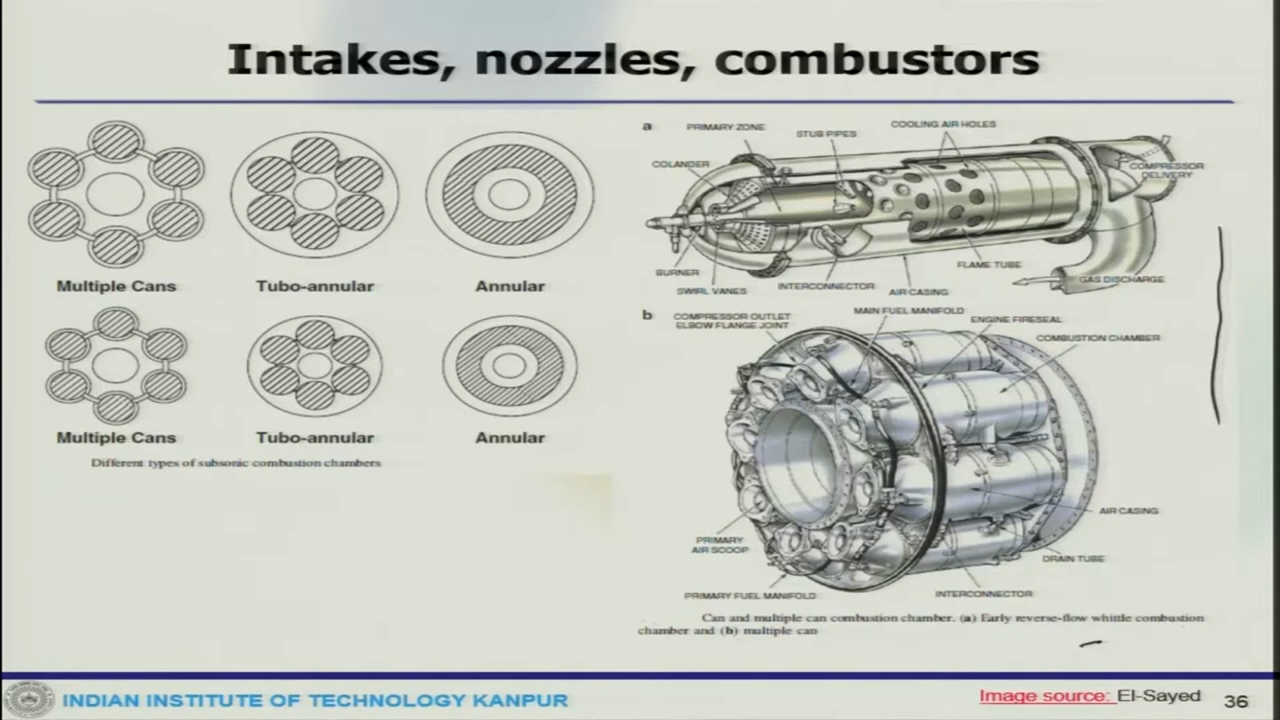 Intakes, nozzles, combustors
Multiple Cans
Tubo-annular
Annular
Multiple Cans
Tubo-annular
Annular
Different types of subsonic combustion chambers
a
PRIMARY ZONE
STUB PIPES
COOLING AIR HOLES
COLANDER
COMPRESSOR
DELIVERY
BURNER
SWIRL VANES
INTERCONNECTOR
AIR CASING
FLAME TUBE
GAS DISCHARGE
b
COMPRESSOR OUTLET
ELBOW FLANGE JOINT
MAIN FUEL MANIFOLD
ENGINE FIRESEAL
COMBUSTION CHAMBER
PRIMARY
AIR SCOOP
PRIMARY FUEL MANIFOLD
INTERCONNECTOR
DRAIN TUBE
AIR CASING
Can and multiple can combustion chamber. (a) Early reverse-flow whittle combustion
chamber and (b) multiple can
INDIAN INSTITUTE OF TECHNOLOGY KANPUR
Image source: El-Sayed
36